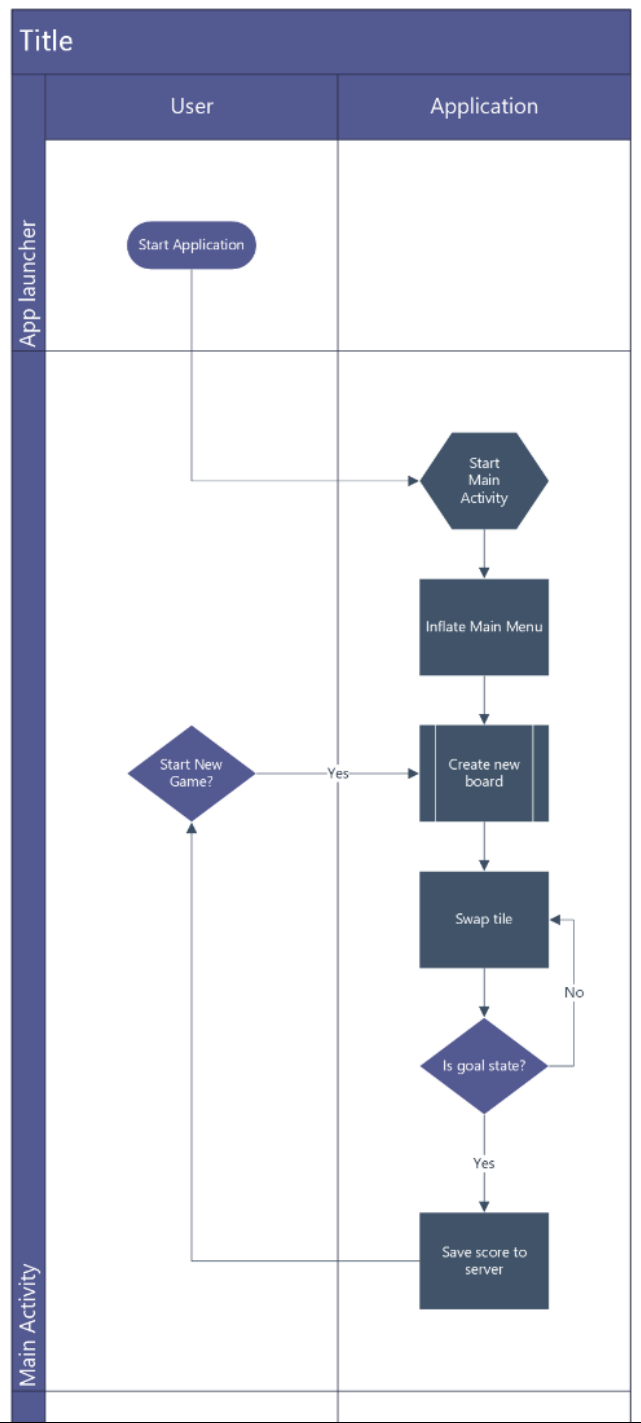 Title
User
Application
App launcher
Start Application
Main Activity
Start
Main
Activity
Inflate Main Menu
Start New
Game?
Yes
Create new
board
Swap tile
No
Is goal state?
Yes
Save score to
server